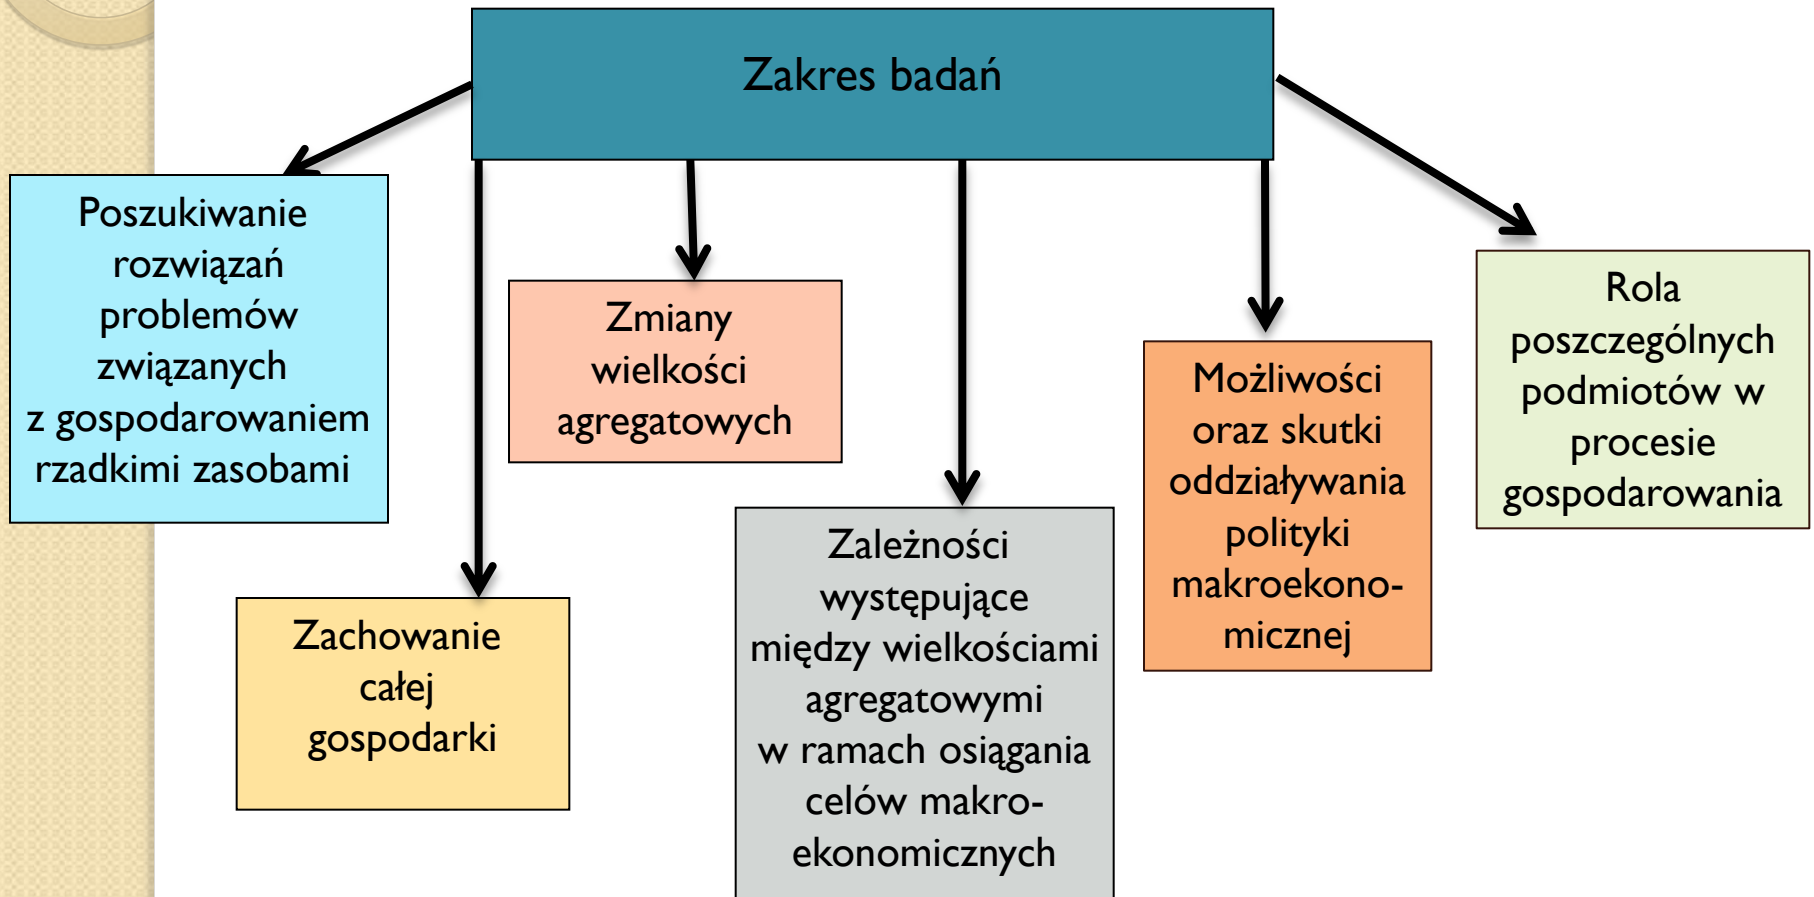 Zakres badań
Poszukiwanie
rozwiązań
problemów
związanych
z gospodarowaniem
rzadkimi zasobami
Zachowanie
całej
gospodarki
Zmiany
wielkości
agregatowych
Zależności
występujące
między wielkościami
agregatowymi
w ramach osiągania
celów makro-
ekonomicznych
Możliwości
oraz skutki
oddziaływania
polityki
makroekono-
micznej
Rola
poszczególnych
podmiotów w
procesie
gospodarowania